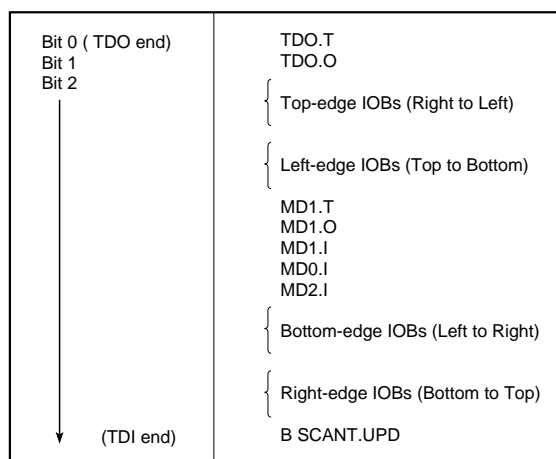 Bit 0 ( TDO end)
Bit 1
Bit 2
(TDI end)
TDO.T
TDO.O
Top-edge IOBs (Right to Left)
Left-edge IOBs (Top to Bottom)
MD1.T
MD1.O
MD1.I
MD0.I
MD2.I
Bottom-edge IOBs (Left to Right)
Right-edge IOBs (Bottom to Top)
B SCANT.UPD